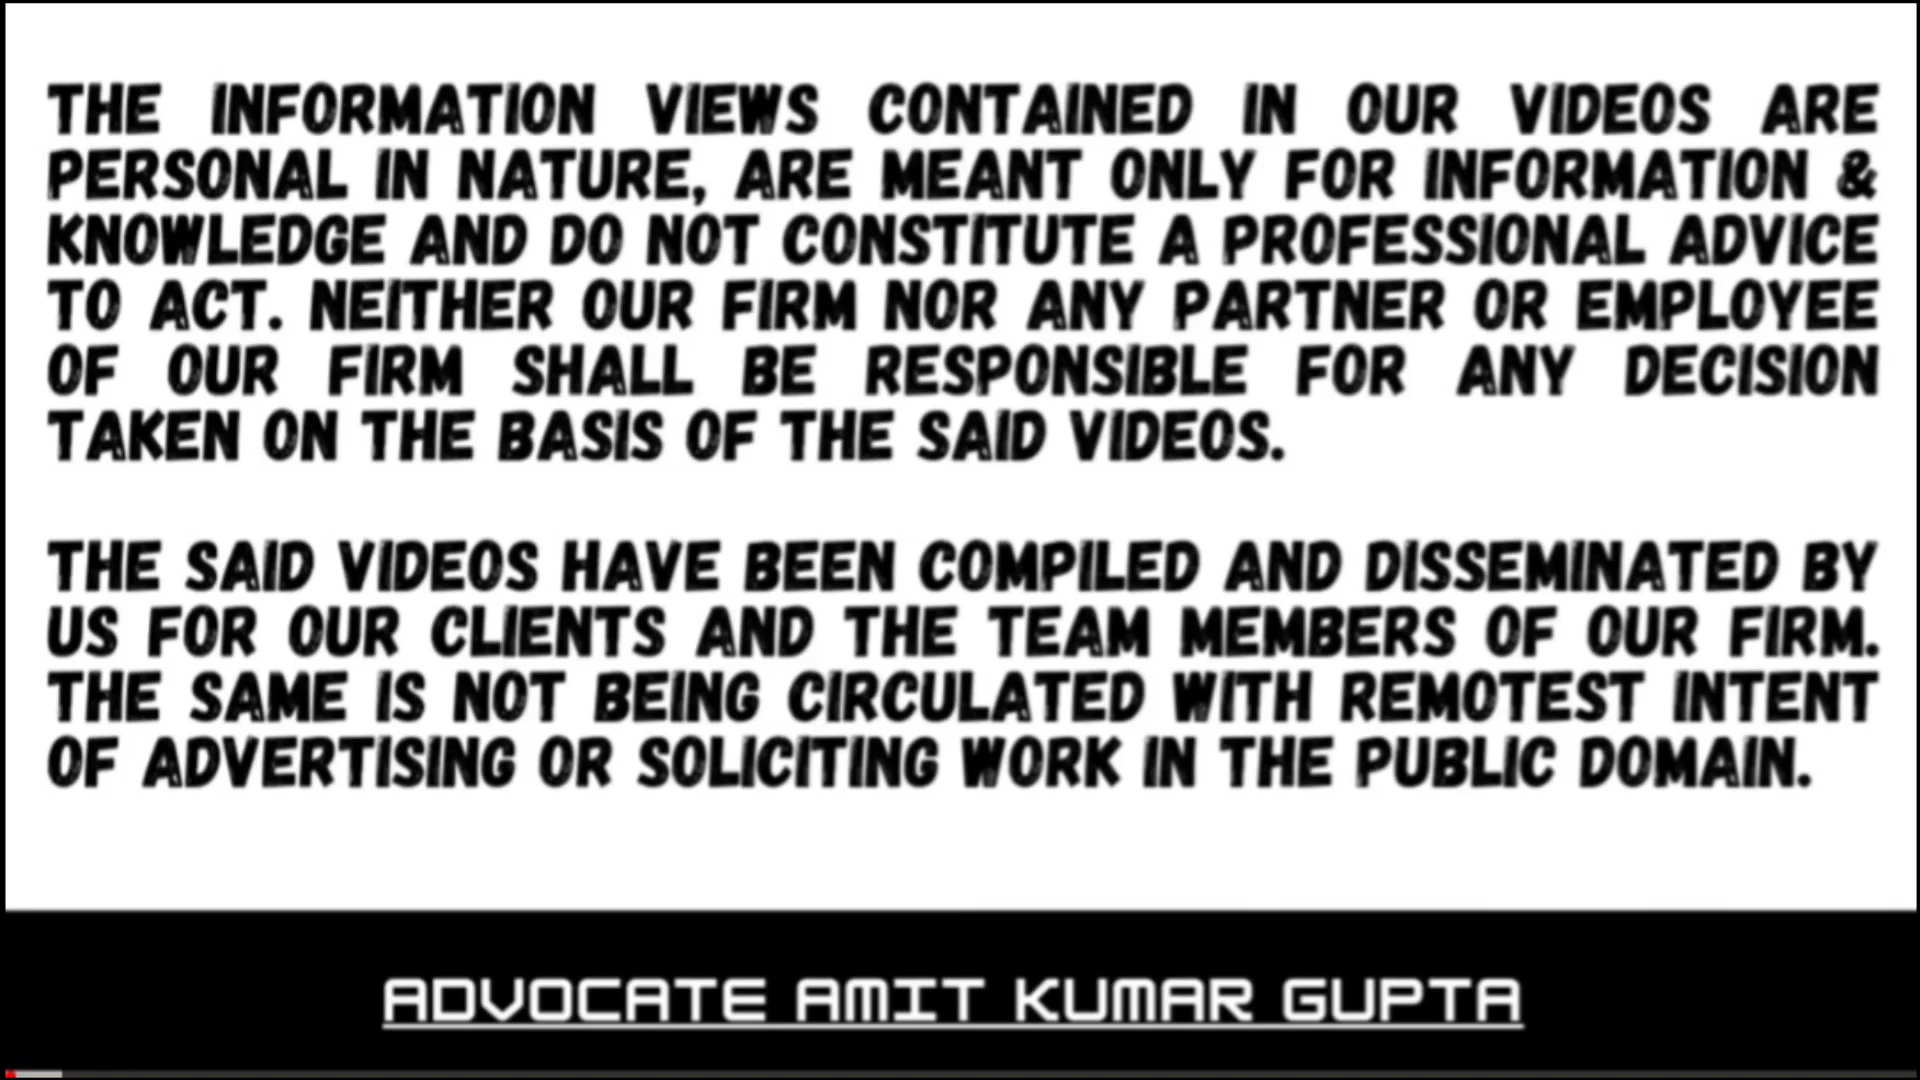 THE INFORMATION VIEWS CONTAINED IN OUR VIDEOS ARE
PERSONAL IN NATURE, ARE MEANT ONLY FOR INFORMATION &
KNOWLEDGE AND DO NOT CONSTITUTE A PROFESSIONAL ADVICE
TO ACT. NEITHER OUR FIRM NOR ANY PARTNER OR EMPLOYEE
OF OUR FIRM SHALL BE RESPONSIBLE FOR ANY DECISION
TAKEN ON THE BASIS OF THE SAID VIDEOS.
THE SAID VIDEOS HAVE BEEN COMPILED AND DISSEMINATED BY
US FOR OUR CLIENTS AND THE TEAM MEMBERS OF OUR FIRM.
THE SAME IS NOT BEING CIRCULATED WITH REMOTEST INTENT
OF ADVERTISING OR SOLICITING WORK IN THE PUBLIC DOMAIN.
ADVOCATE AMIT KUMAR GUPTA